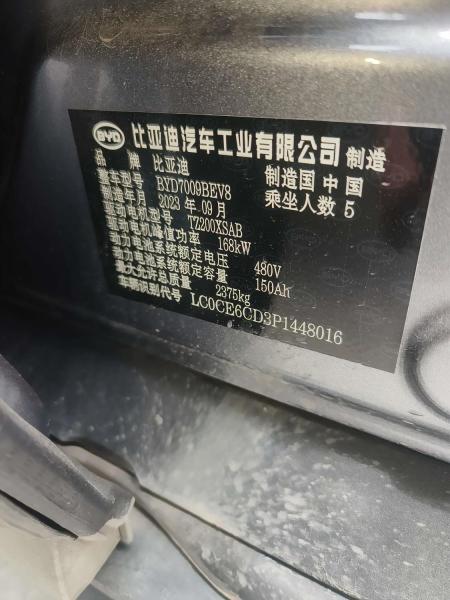 BYD 比亚迪汽车工业有限公司 制造
品牌 比亚迪 制造国 中国
整车型号 BYD7009BEV8 乘坐人数 5
制造年月 2023 年 09 月
驱动电机型号 TZ200XSAB
驱动电机峰值功率 168kW
动力电池系统额定电压 480V
动力电池系统额定容量 150Ah
最大允许总质量 2375kg
车辆识别代号 LC0CE6CD3P1448016